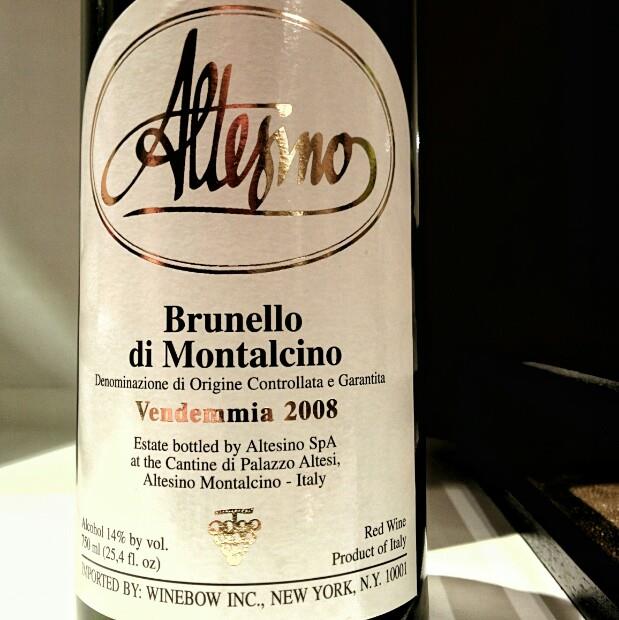 Altesino
Brunello
di Montalcino
Denominazione di Origine Controllata e Garantita
Vendemmia 2008
Estate bottled by Altesino SpA
at the Cantine di Palazzo Altesi,
Altesino Montalcino - Italy
Alcohol 14% by vol.
750 ml (25,4 fl. oz)
Red Wine
Product of Italy
IMPORTED BY: WINEBOW INC., NEW YORK, N.Y. 10001